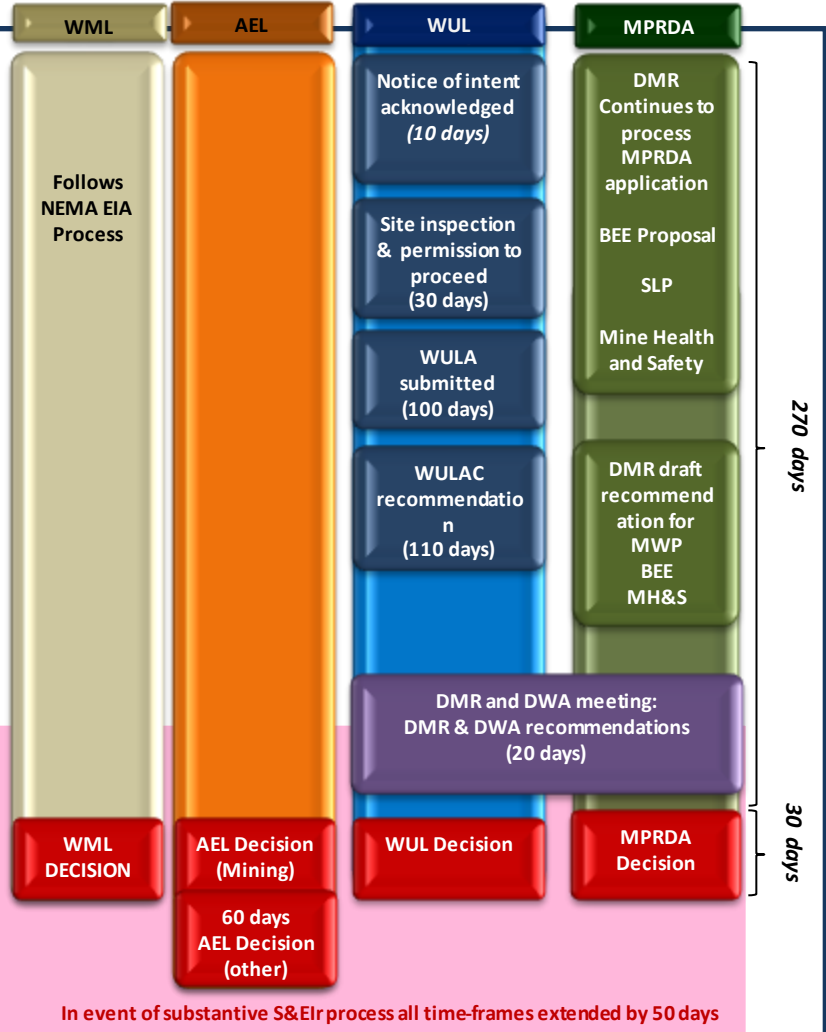 WML
AEL
WUL
MPRDA
Follows
NEMA EIA
Process
Notice of intent
acknowledged
(10 days)
Site inspection
& permission to
proceed
(30 days)
WULA
submitted
(100 days)
WULAC
recommendatio
n
(110 days)
DMR
Continues to
process
MPRDA
application
BEE Proposal
SLP
Mine Health
and Safety
DMR draft
recommend
ation for
MWP
BEE
MH&S
270 days
DMR and DWA meeting:
DMR & DWA recommendations
(20 days)
WML
DECISION
AEL Decision
(Mining)
WUL Decision
MPRDA
Decision
30 days
60 days
AEL Decision
(other)
In event of substantive S&EIr process all time-frames extended by 50 days